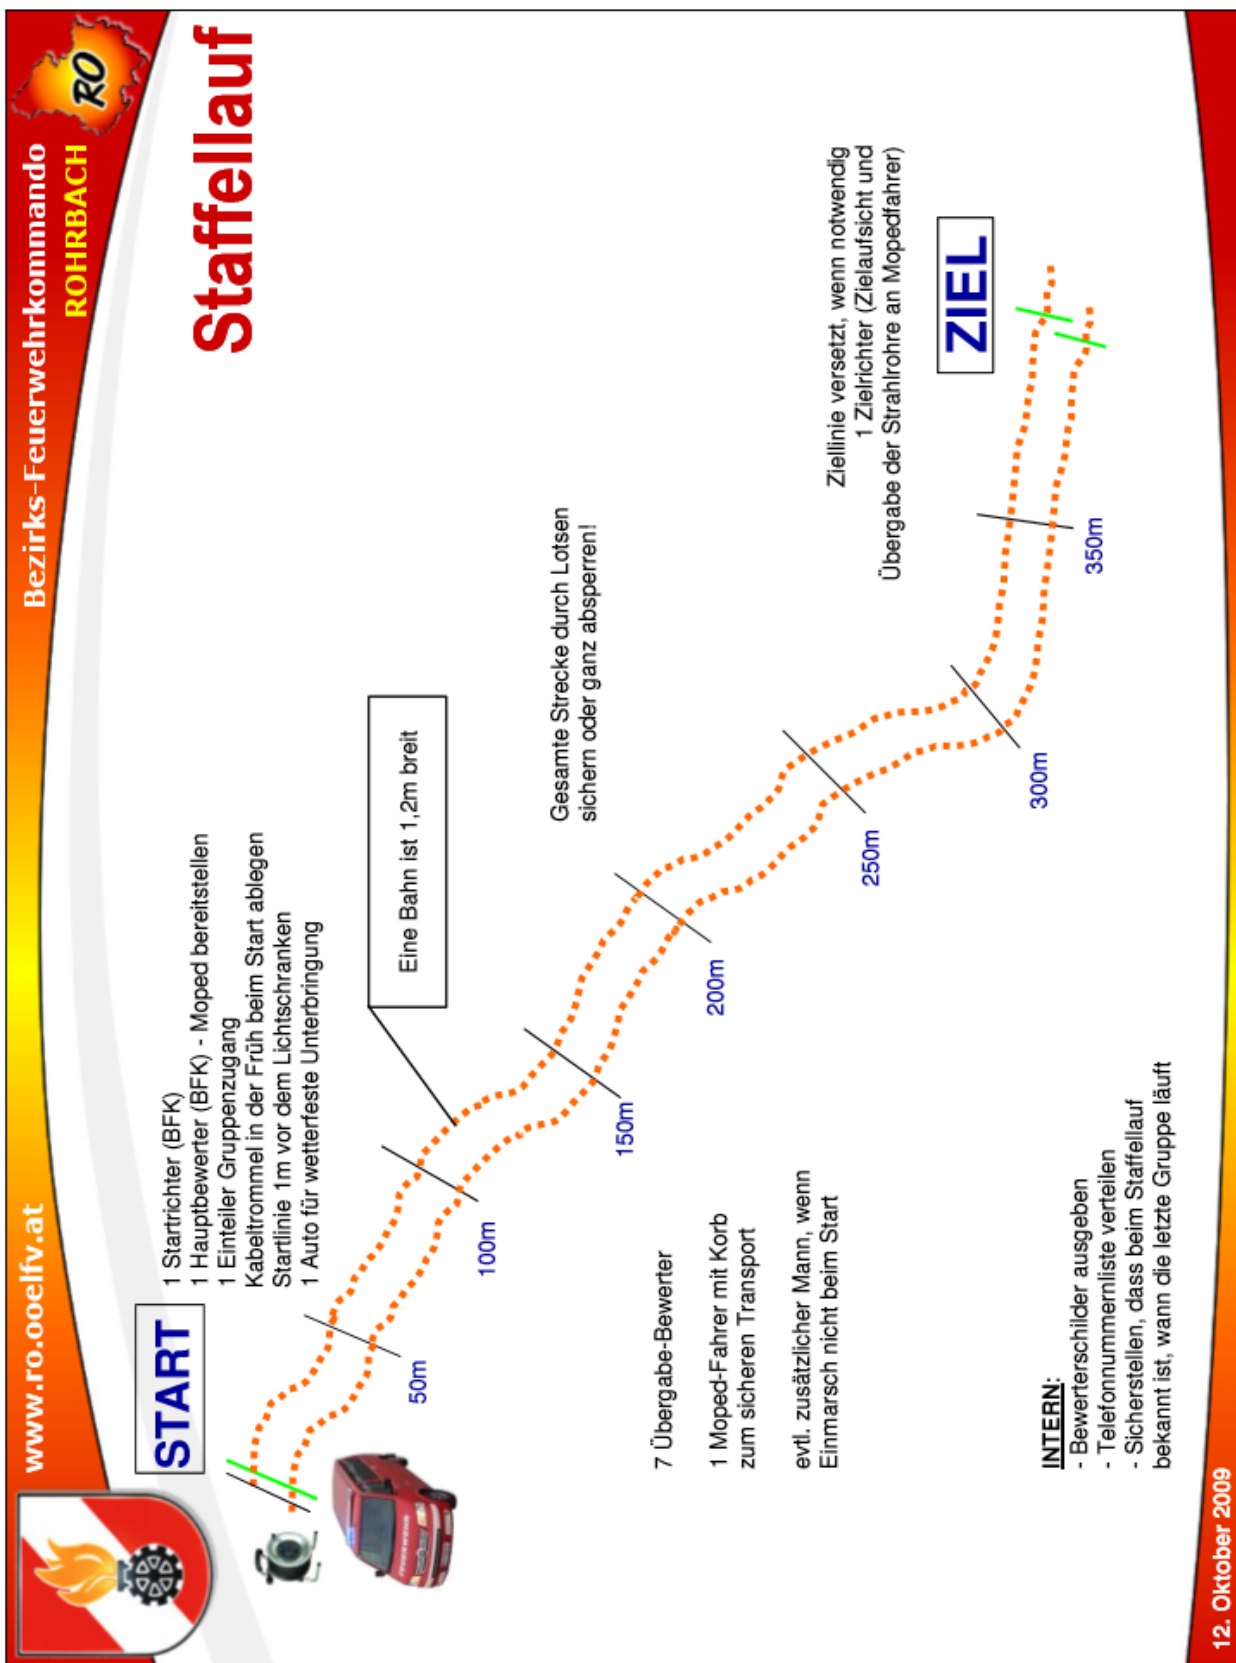 www.ro.ooelfv.at
Bezirks-Feuerwehrkommando
ROHRBACH
RO
Staffellauf
START
1 Startrichter (BFK)
1 Hauptbewerter (BFK) - Moped bereitstellen
1 Einteiler Gruppenzugang
Kabeltrommel in der Früh beim Start ablegen
Startlinie 1m vor dem Lichtschranken
1 Auto für wetterfeste Unterbringung
Eine Bahn ist 1,2m breit
FEUERWEHR
50m
100m
150m
200m
250m
300m
350m
Gesamte Strecke durch Lotsen
sichern oder ganz absperren!
Ziellinie versetzt, wenn notwendig
1 Zielrichter (Zielaufsicht und
Übergabe der Strahlrohre an Mopedfahrer)
ZIEL
7 Übergabe-Bewerter
1 Moped-Fahrer mit Korb
zum sicheren Transport
evtl. zusätzlicher Mann, wenn
Einmarsch nicht beim Start
INTERN:
- Bewerterschilder ausgeben
- Telefonnummernliste verteilen
- Sicherstellen, dass beim Staffellauf
bekannt ist, wann die letzte Gruppe läuft
12. Oktober 2009